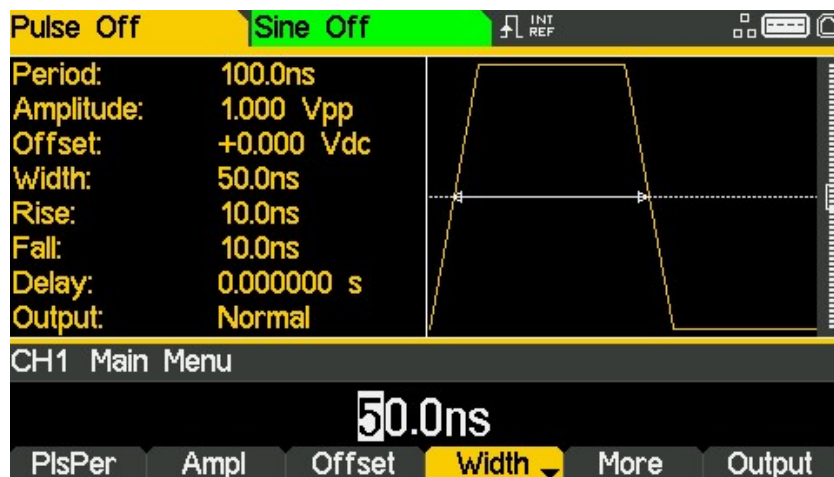 Pulse Off Sine Off INT REF
Period: 100.0ns
Amplitude: 1.000 Vpp
Offset: +0.000 Vdc
Width: 50.0ns
Rise: 10.0ns
Fall: 10.0ns
Delay: 0.000000 s
Output: Normal
CH1 Main Menu
50.0ns
PlsPer Ampl Offset Width More Output